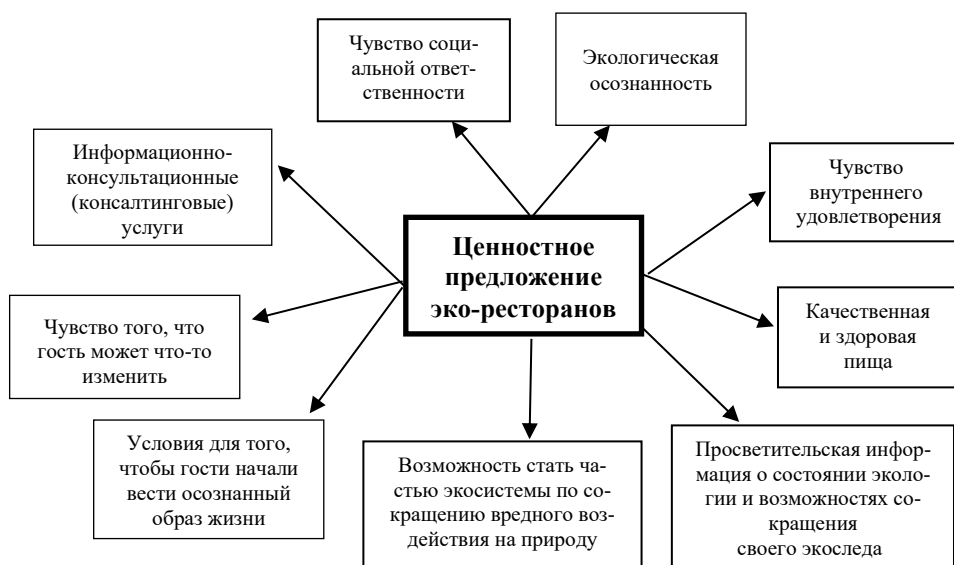 Чувство соци-
альной ответ-
ственности
Экологическая
осознанность
Информационно-
консультационные
(консалтинговые)
услуги
Чувство
внутреннего
удовлетворения
Ценностное
предложение
эко-ресторанов
Чувство того, что
гость может что-то
изменить
Качественная
и здоровая
пища
Условия для того,
чтобы гости начали
вести осознанный
образ жизни
Возможность стать ча-
стью экосистемы по со-
кращению вредного воз-
действия на природу
Просветительская инфор-
мация о состоянии эколо-
гии и возможностях со-
кращения
своего экоследа